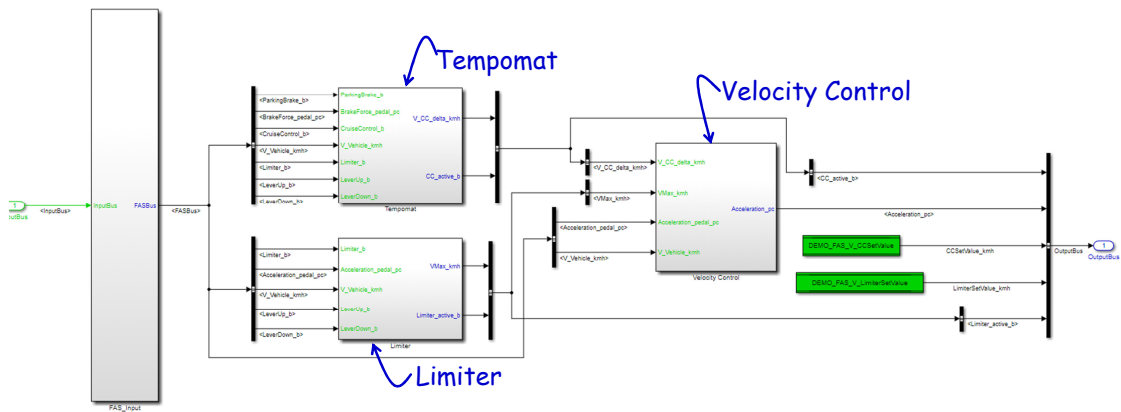 Tempomat
Velocity Control
<ParkingBrake_b>
<BrakeForce_pedal_pc>
<CruiseControl_b>
<V_Vehicle_kmh>
<Limiter_b>
<LeverUp_b>
<LeverDown_b>
ParkingBrake_b
BrakeForce_pedal_pc
CruiseControl_b
V_Vehicle_kmh
Limiter_b
LeverUp_b
LeverDown_b
V_CC_delta_kmh
CC_active_b
Tempomat
1
<InputBus>
InputBus
FASBus
<FASBus>
FAS_Input
<Limiter_b>
<Acceleration_pedal_pc>
<V_Vehicle_kmh>
<LeverUp_b>
<LeverDown_b>
Limiter_b
Acceleration_pedal_pc
V_Vehicle_kmh
LeverUp_b
LeverDown_b
VMax_kmh
Limiter_active_b
Limiter
Limiter
<V_CC_delta_kmh>
<VMax_kmh>
<Acceleration_pedal_pc>
<V_Vehicle_kmh>
V_CC_delta_kmh
VMax_kmh
Acceleration_pedal_pc
V_Vehicle_kmh
Acceleration_pc
Velocity Control
<CC_active_b>
<Acceleration_pc>
DEMO_FAS_V_CCSetValue
CCSetValue_kmh
DEMO_FAS_V_LimiterSetValue
LimiterSetValue_kmh
<Limiter_active_b>
OutputBus
1
OutputBus